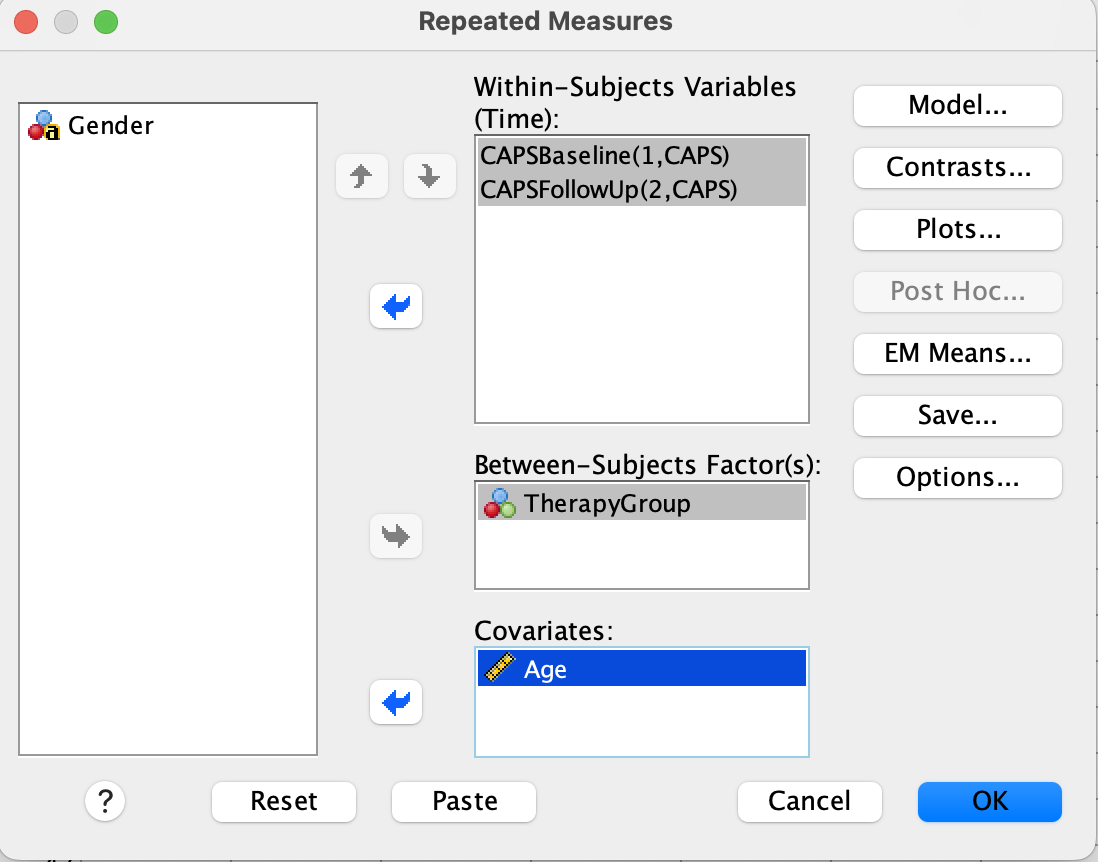 Repeated Measures
Gender
Within-Subjects Variables
(Time):
CAPSBaseline(1,CAPS)
CAPSFollowUp(2,CAPS)
Between-Subjects Factor(s):
TherapyGroup
Covariates:
Age
Model...
Contrasts...
Plots...
Post Hoc...
EM Means...
Save...
Options...
?
Reset
Paste
Cancel
OK